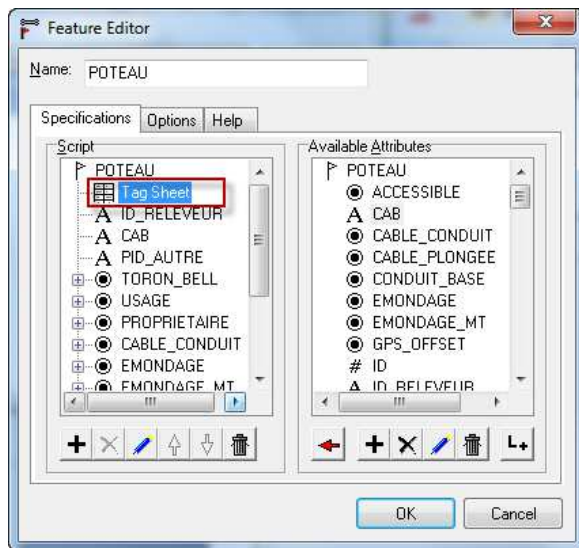 Feature Editor
Name: POTEAU
Specifications Options Help
Script
POTEAU
Tag Sheet
A ID_RELEVEUR
A CAB
A PID_AUTRE
TORON_BELL
USAGE
PROPRIETAIRE
CABLE_CONDUIT
EMONDAGE
EMONDAGE_MT
Available Attributes
POTEAU
ACCESSIBLE
A CAB
CABLE_CONDUIT
CABLE_PLONGEE
CONDUIT_BASE
EMONDAGE
EMONDAGE_MT
GPS_OFFSET
# ID
A ID_RELEVEUR
L+
OK Cancel